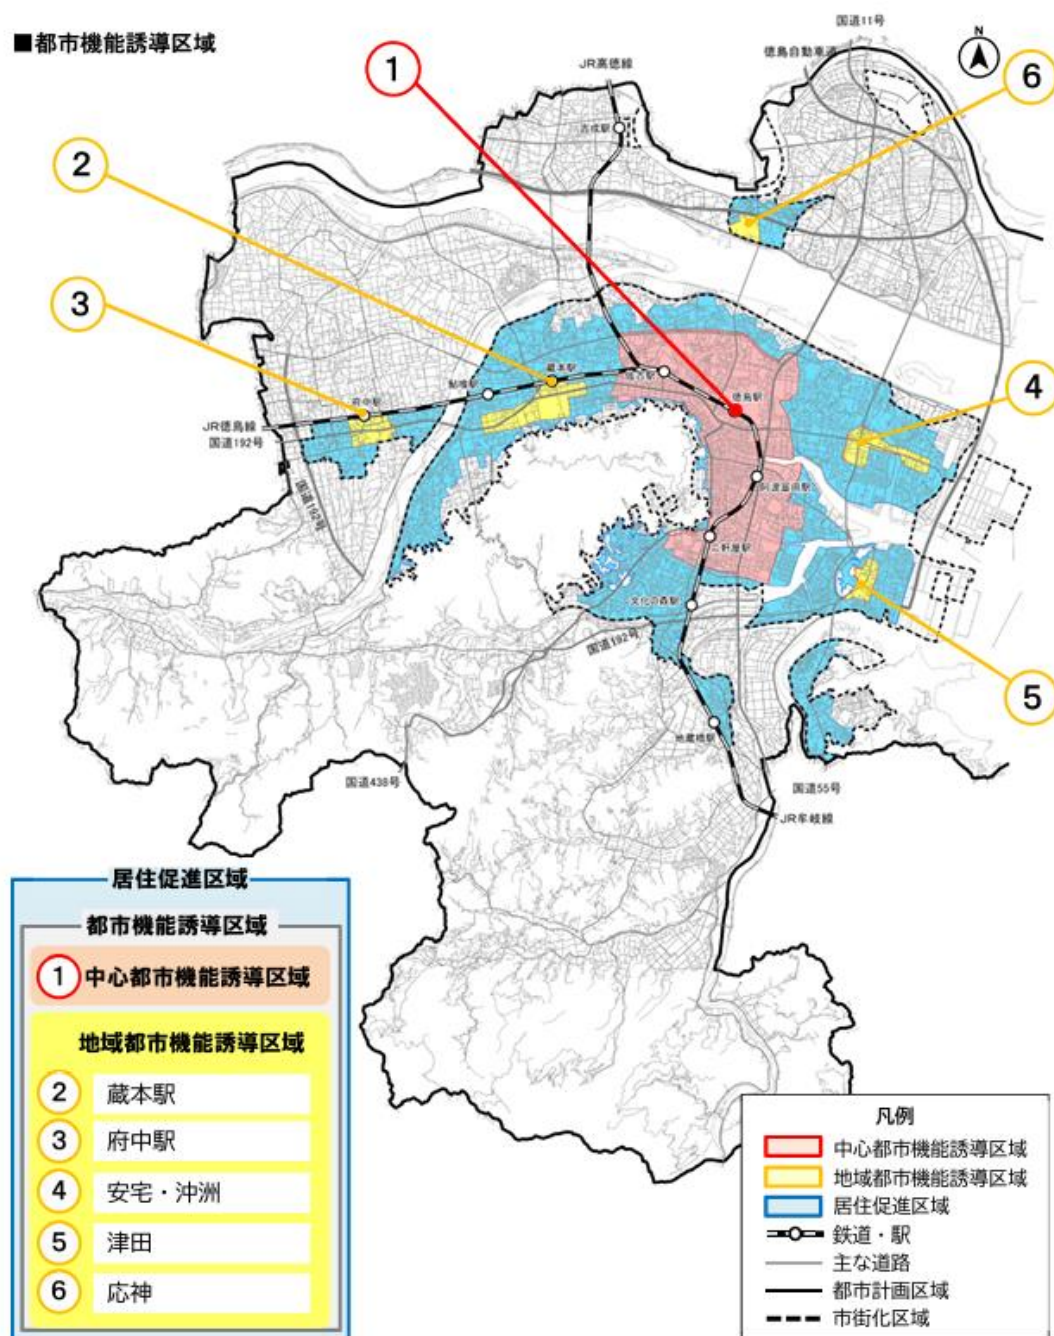 ■都市機能誘導区域
国道11号
徳島自動車道
N
JR高徳線
吉成駅
①
②
③
④
⑤
⑥
蔵本駅
鮎喰駅
府中駅
徳島駅
JR徳島線
国道192号
国道192号
阿波富田駅
二軒屋駅
文化の森駅
国道192号
地蔵橋駅
国道438号
国道55号
JR牟岐線
居住促進区域
都市機能誘導区域
① 中心都市機能誘導区域
地域都市機能誘導区域
② 蔵本駅
③ 府中駅
④ 安宅・沖洲
⑤ 津田
⑥ 応神
凡例
中心都市機能誘導区域
地域都市機能誘導区域
居住促進区域
鉄道・駅
主な道路
都市計画区域
市街化区域